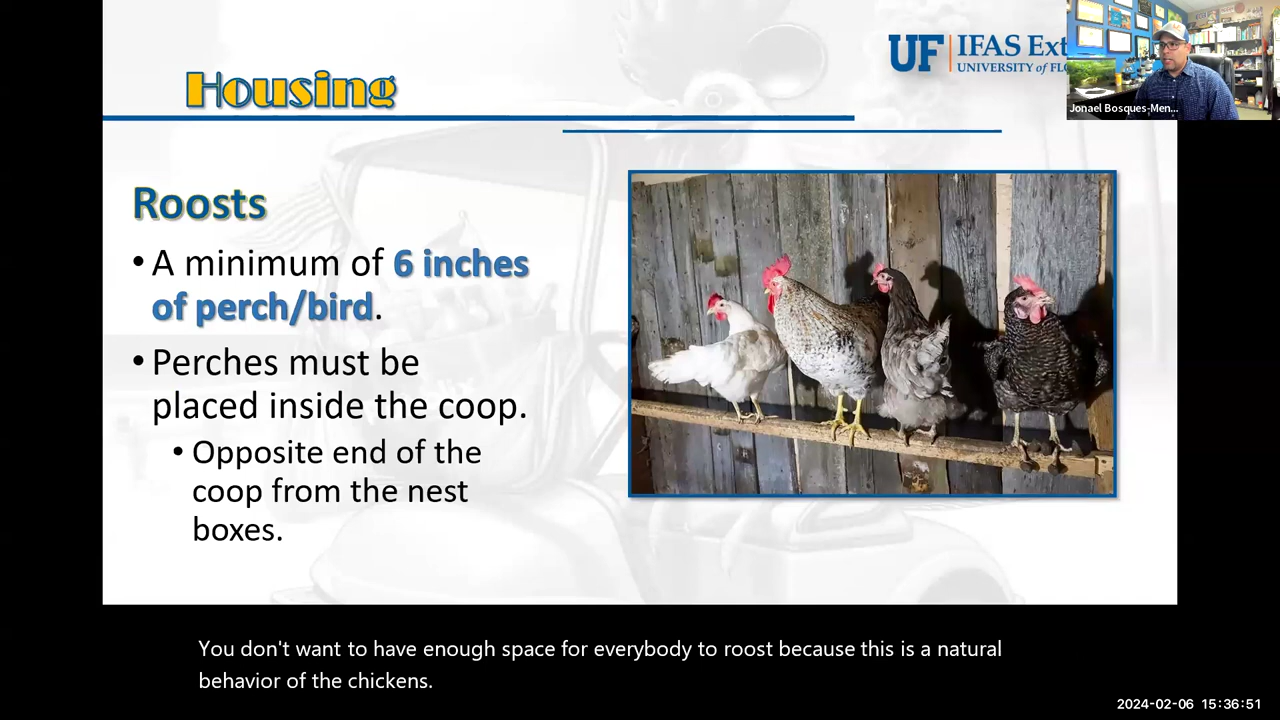 Housing
UF | IFAS Ext
UNIVERSITY of FL
Jonael Bosques-Men...
Roosts
• A minimum of 6 inches
of perch/bird.
• Perches must be
placed inside the coop.
• Opposite end of the
coop from the nest
boxes.
You don't want to have enough space for everybody to roost because this is a natural
behavior of the chickens.
2024-02-06 15:36:51